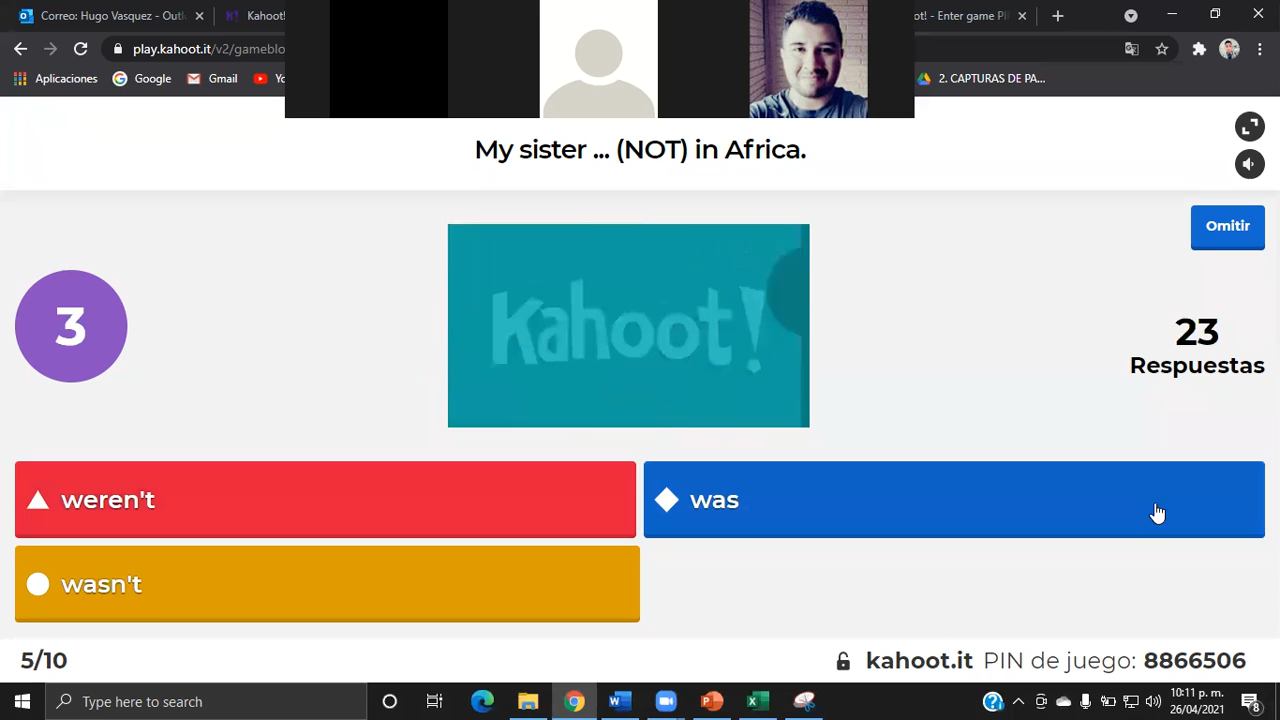 Correo: Hugo Vasquez - Outl
Kahoot!
ot! - Enter game PI
play.kahoot.it/v2/gameblo
Aplicaciones
Google
Gmail
Yo
2. CAPTURAS DE PA...
My sister ... (NOT) in Africa.
Omitir
3
Kahoot!
23
Respuestas
weren't
was
wasn't
5/10
kahoot.it PIN de juego: 8866506
Type here to search
10:11 p. m.
26/04/2021
8